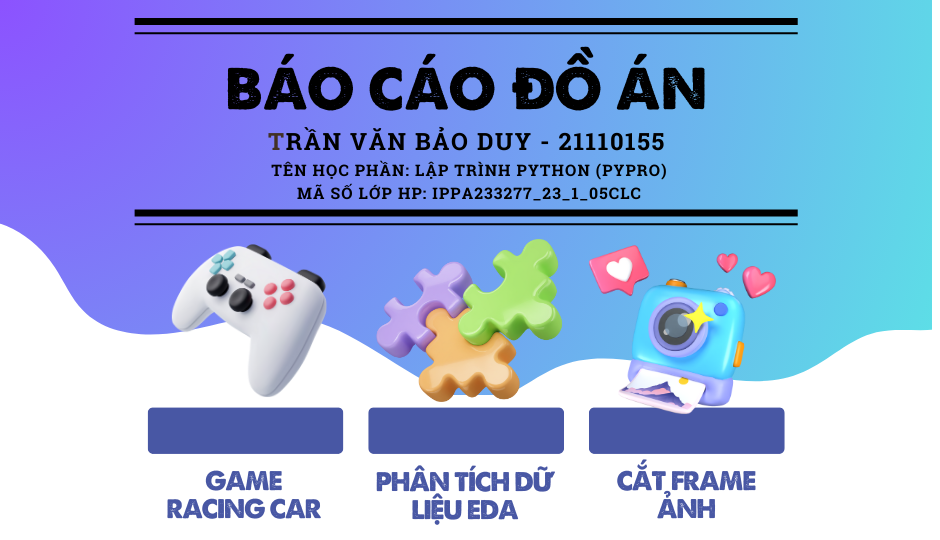 BÁO CÁO ĐỒ ÁN
TRẦN VĂN BẢO DUY - 21110155
TÊN HỌC PHẦN: LẬP TRÌNH PYTHON (PYPRO)
MÃ SỐ LỚP HP: IPPA233277_23_1_05CLC
GAME
RACING CAR
PHÂN TÍCH DỮ
LIỆU EDA
CẮT FRAME
ẢNH